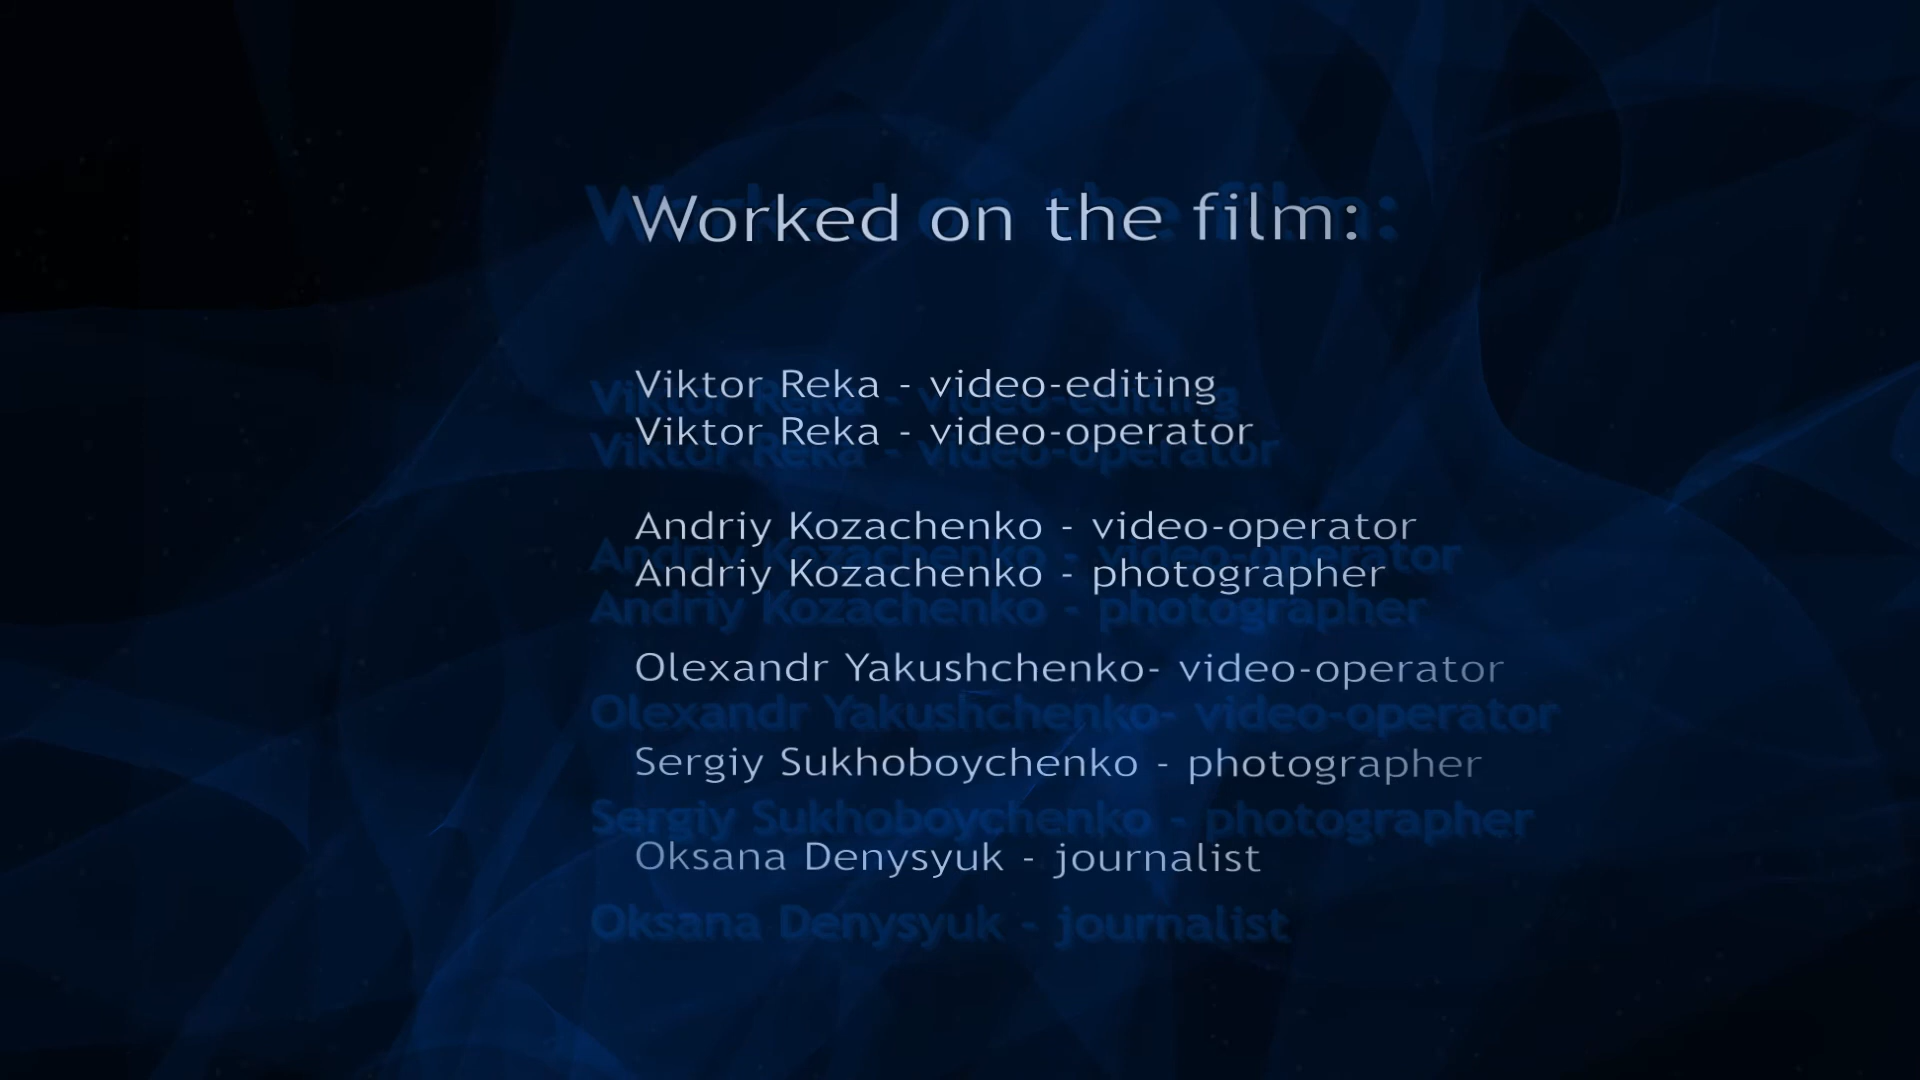 Worked on the film:
Viktor Reka - video-editing
Viktor Reka - video-operator
Andriy Kozachenko - video-operator
Andriy Kozachenko - photographer
Olexandr Yakushchenko- video-operator
Sergiy Sukhoboychenko - photographer
Oksana Denysyuk - journalist